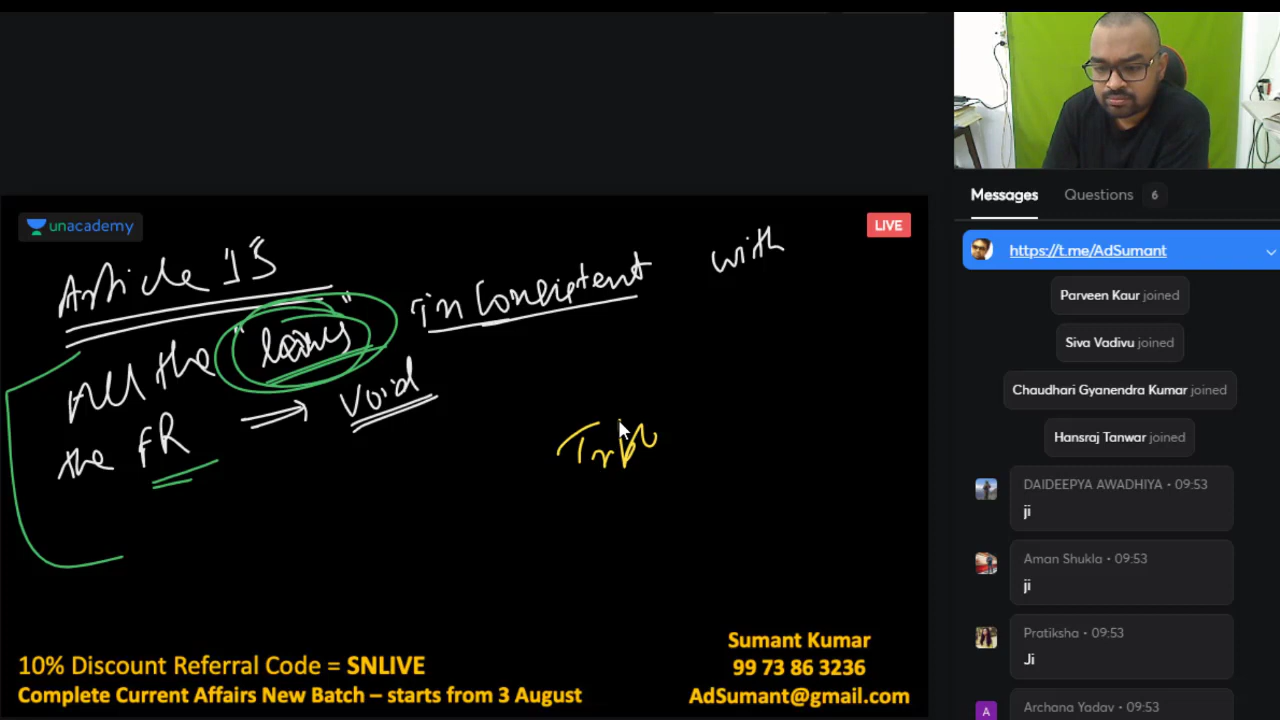 unacademy
LIVE
Article 13
All the "laws" inconsistent with
the FR ⇒ Void
10% Discount Referral Code = SNLIVE
Complete Current Affairs New Batch – starts from 3 August
Sumant Kumar
99 73 86 3236
AdSumant@gmail.com
Messages
Questions 6
https://t.me/AdSumant
Parveen Kaur joined
Siva Vadivu joined
Chaudhari Gyanendra Kumar joined
Hansraj Tanwar joined
DAIDEEPYA AWADHIYA • 09:53
ji
Aman Shukla • 09:53
ji
Pratiksha • 09:53
Ji
A
Archana Yadav • 09:53